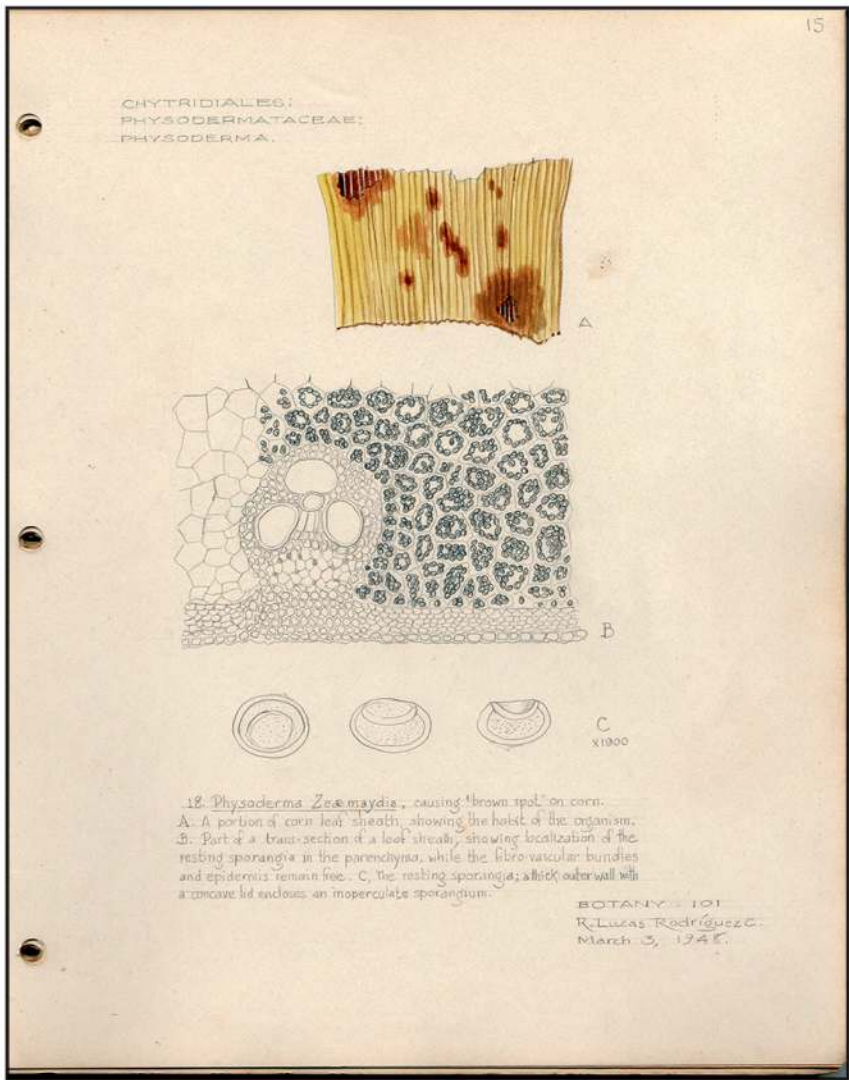 15
CHYTRIDIALES:
PHYSODERMATACEAE:
PHYSODERMA.
A
B
C
x1900
18. Physoderma Zeæmaydis, causing "brown spot" on corn.
A. A portion of corn leaf sheath, showing the habit of the organism.
B. Part of a trans-section of a leaf sheath, showing localization of the
resting sporangia in the parenchyma, while the fibro-vascular bundles
and epidermis remain free. C, The resting sporangia; a thick outer wall with
a concave lid encloses an inoperculate sporangium.
BOTANY 101
R. Lucas Rodríguez C.
March 3, 1948.